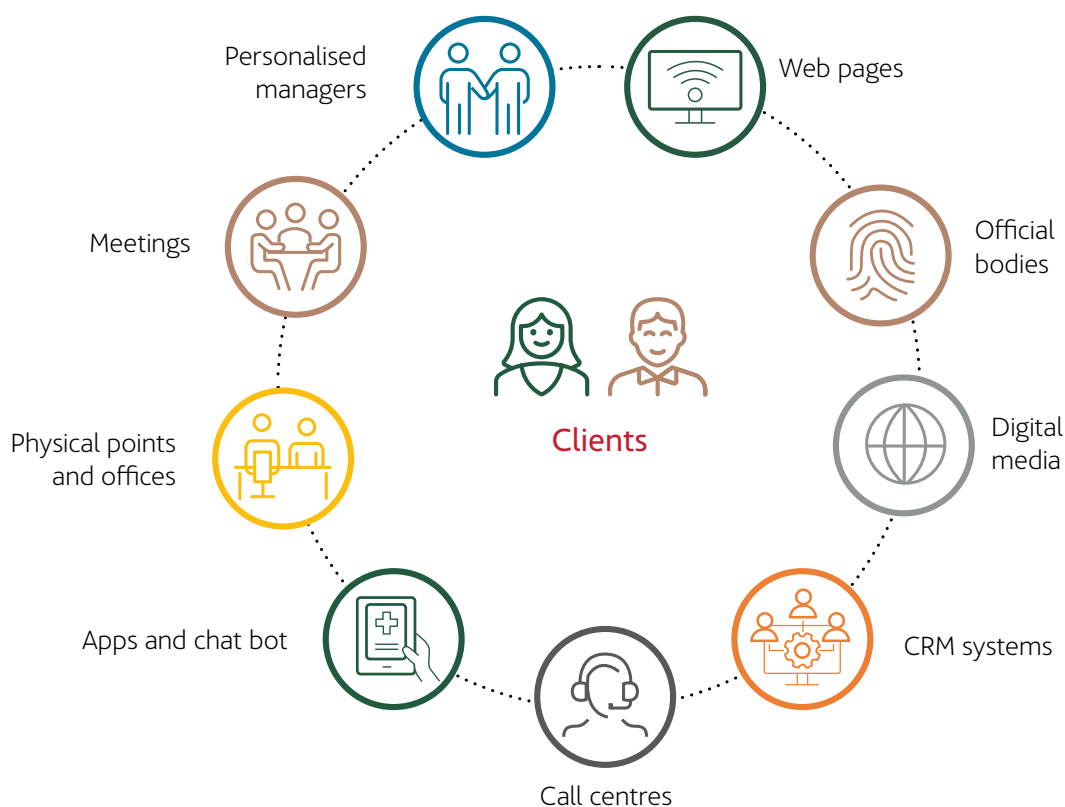 Personalised
managers
Web pages
Meetings
Official
bodies
Clients
Physical points
and offices
Digital
media
Apps and chat bot
CRM systems
Call centres